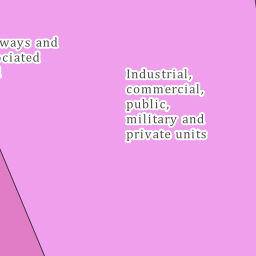 ways and
ociated
Industrial,
commercial,
public,
military and
private units